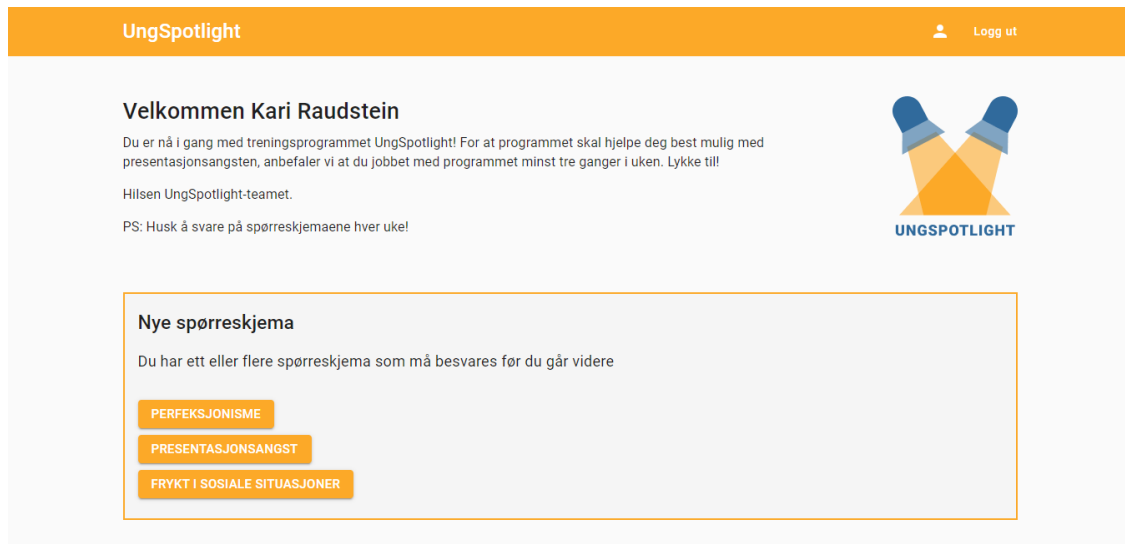 UngSpotlight
Logg ut
Velkommen Kari Raudstein
Du er nå i gang med treningsprogrammet UngSpotlight! For at programmet skal hjelpe deg best mulig med
presentasjonsangsten, anbefaler vi at du jobbet med programmet minst tre ganger i uken. Lykke til!
Hilsen UngSpotlight-teamet.
PS: Husk å svare på spørreskjemaene hver uke!
UNGSPOTLIGHT
Nye spørreskjema
Du har ett eller flere spørreskjema som må besvares før du går videre
PERFEKSJONISME
PRESENTASJONSANGST
FRYKT I SOSIALE SITUASJONER